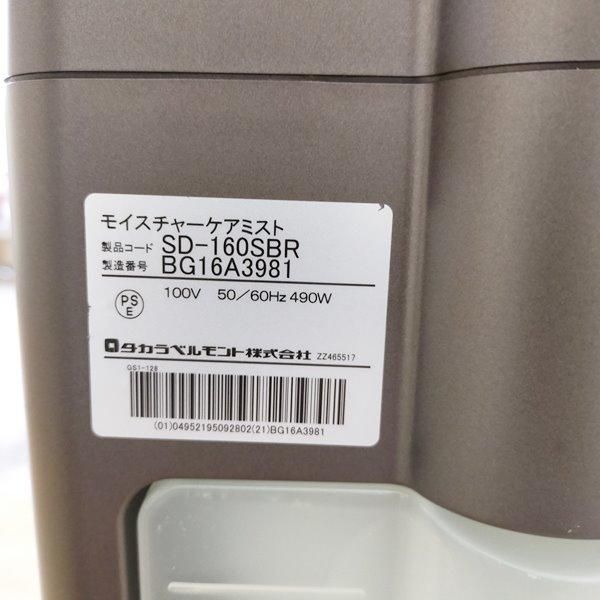 モイスチャーケアミスト
製品コード SD-160SBR
製造番号 BG16A3981
PS
E
100V 50/60Hz 490W
タカラベルモント株式会社 ZZ465517
GS1-128
(01)04952195092802(21)BG16A3981